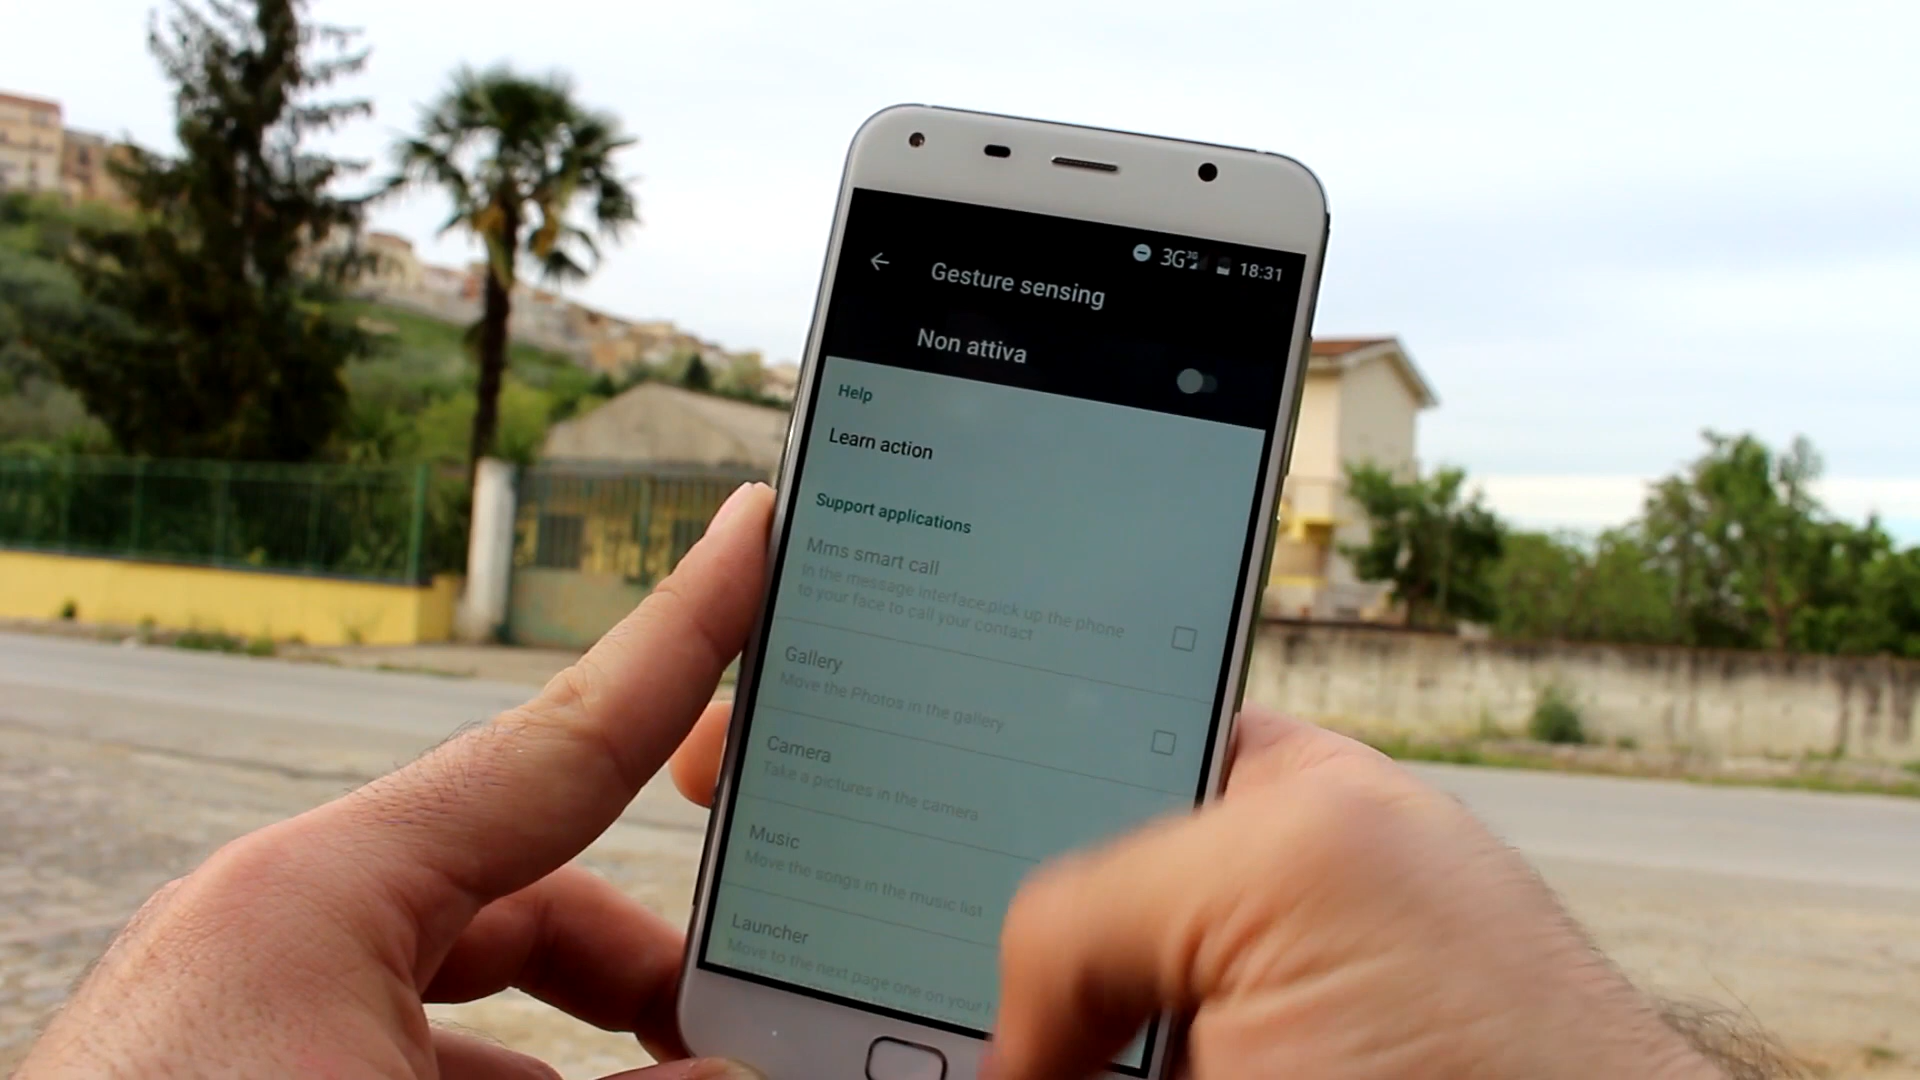 3G 3G 18:31
Gesture sensing
Non attiva
Help
Learn action
Support applications
Mms smart call
In the message interface,pick up the phone
to your face to call your contact
Gallery
Move the Photos in the gallery
Camera
Take a pictures in the camera
Music
Move the songs in the music list
Launcher
Move to the next page one on your